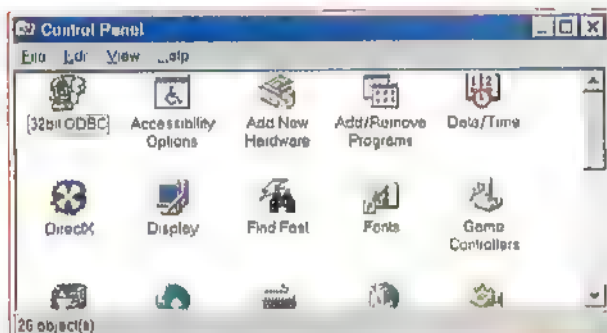 Control Panel
View
32bit ODBC
Accessibility Options
Add New Hardware
Add/Remove Programs
Date/Time
DirectX
Display
Find Fast
Fonts
Game Controllers
26 object(s)